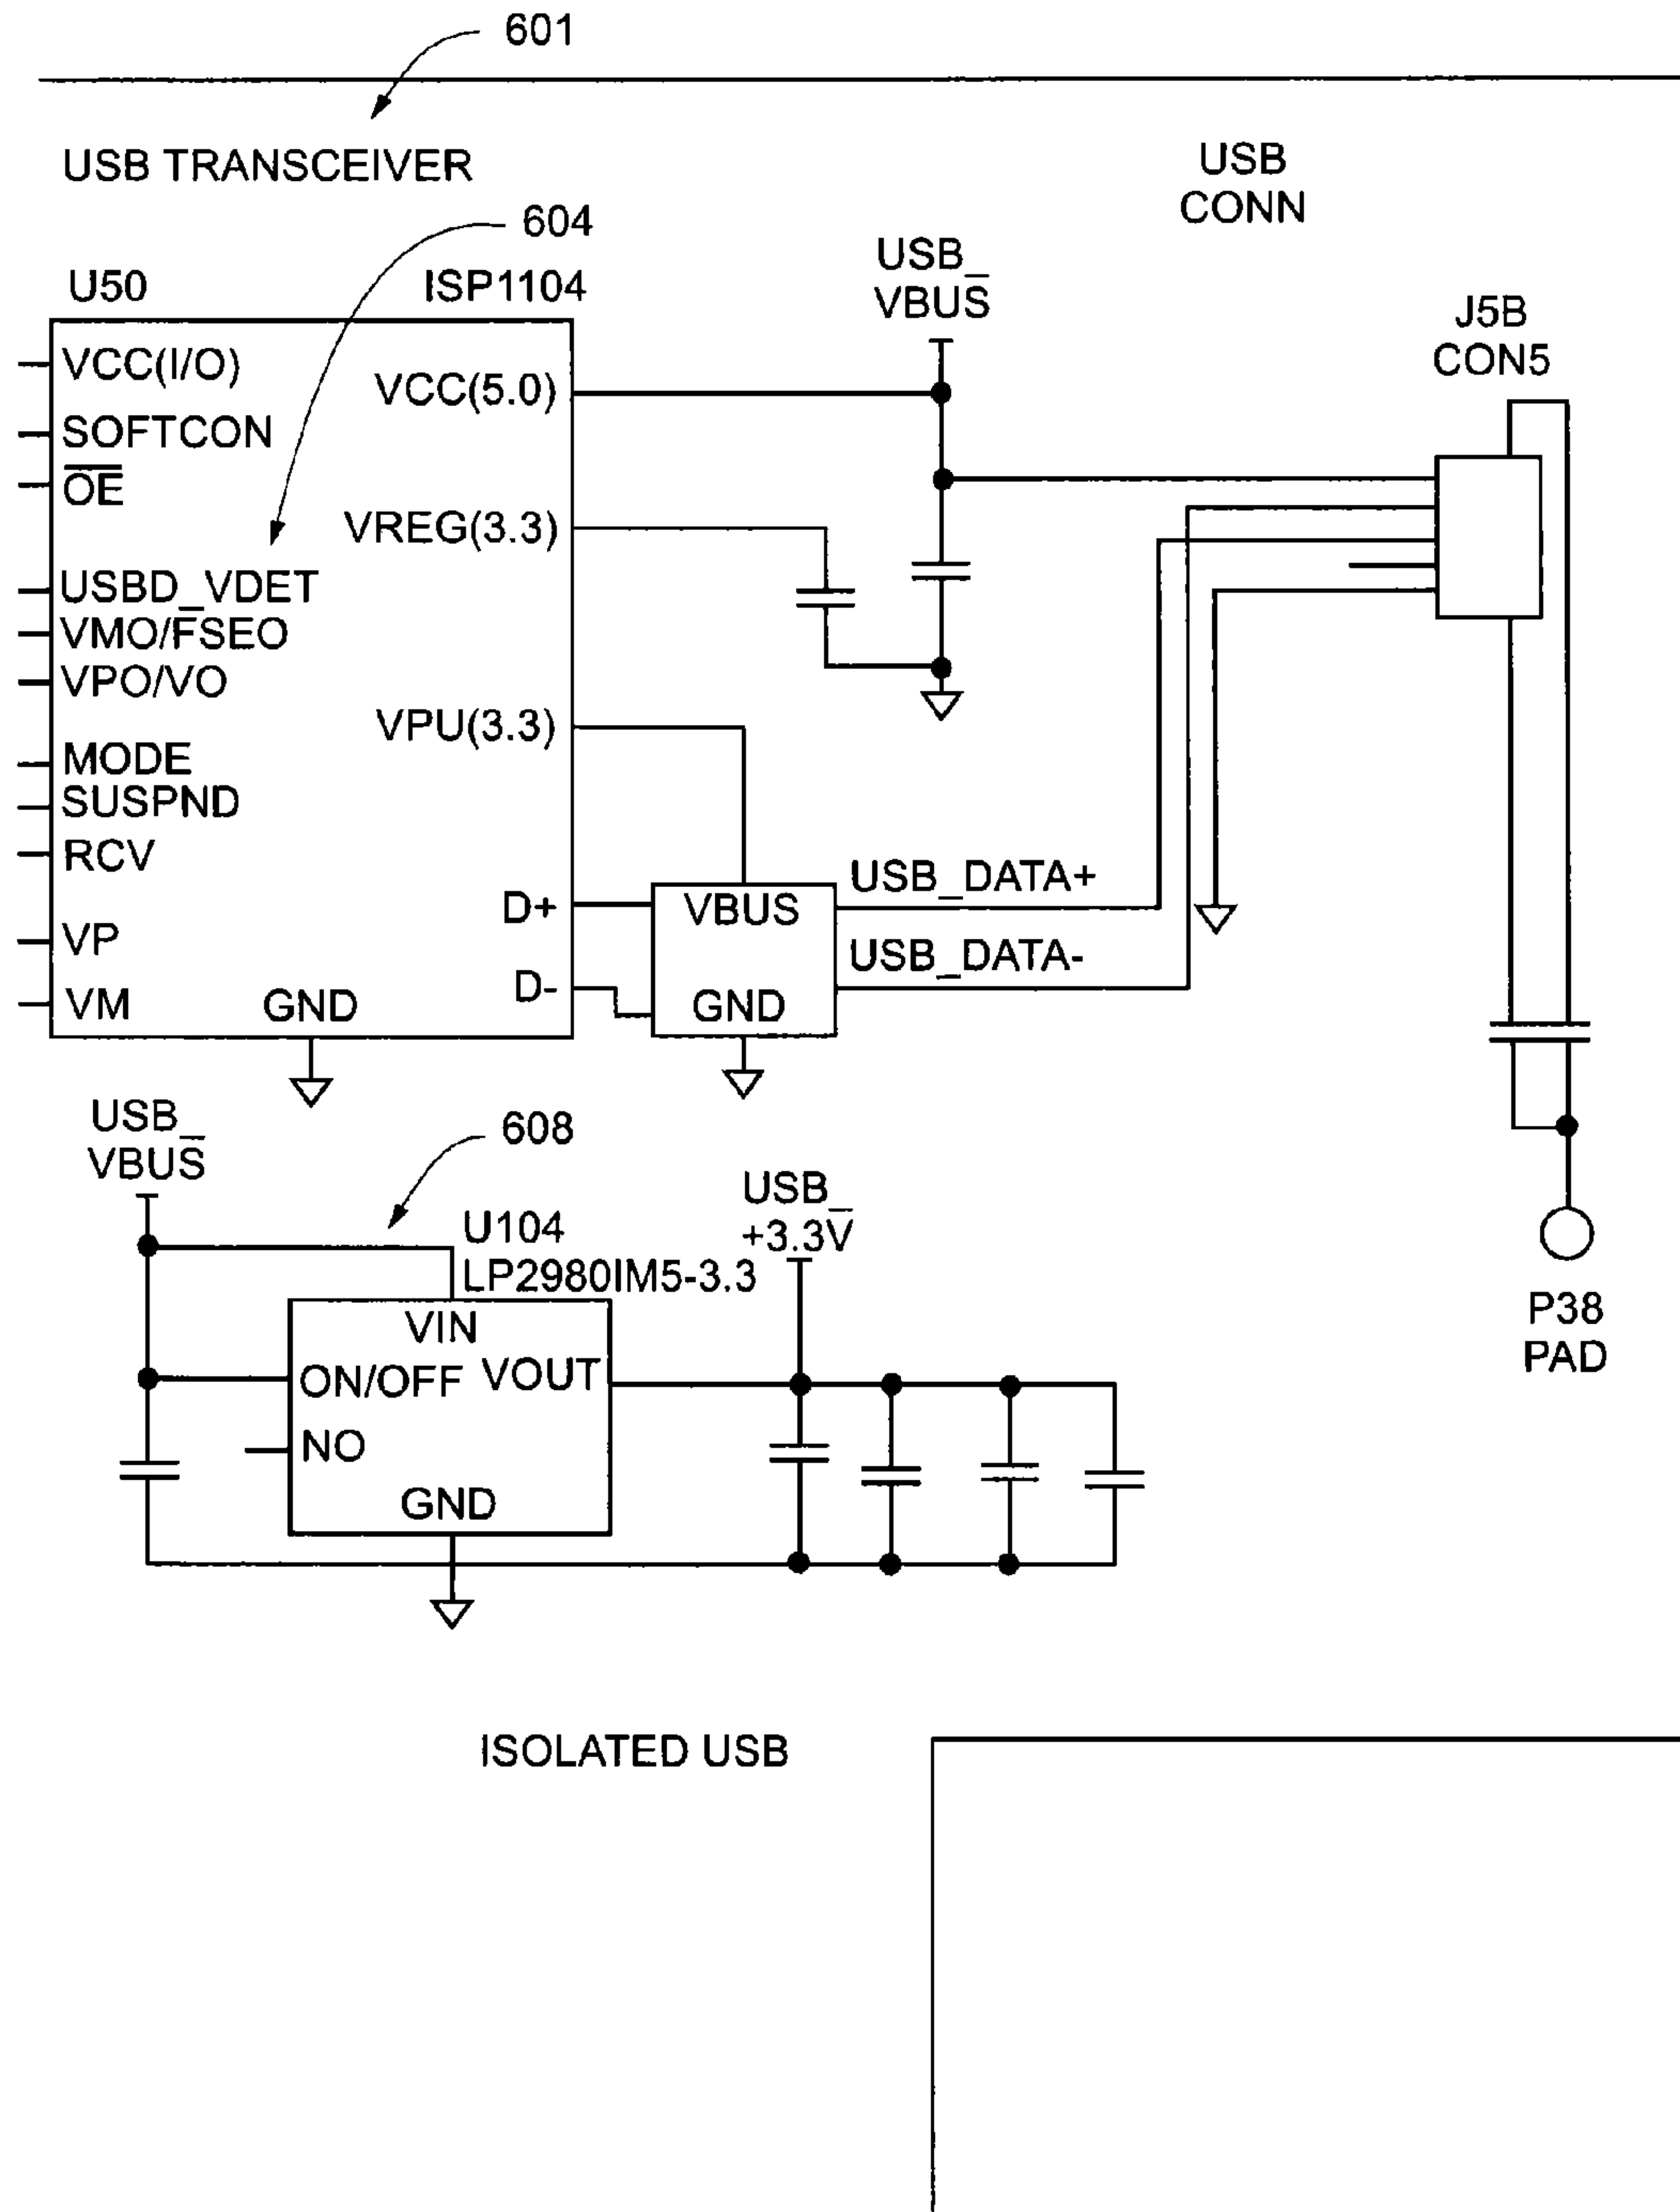 601
USB TRANSCEIVER
USB
CONN
604
U50
ISP1104
USB_
VBUS
J5B
CON5
VCC(I/O)
VCC(5.0)
SOFTCON
OE
VREG(3.3)
USBD_VDET
VMO/FSEO
VPO/VO
VPU(3.3)
MODE
SUSPND
RCV
D+
VBUS
USB_DATA+
VP
USB_DATA-
D-
VM
GND
GND
USB_
VBUS
608
USB_
+3.3V
U104
LP2980IM5-3.3
VIN
ON/OFF
VOUT
NO
GND
P38
PAD
ISOLATED USB